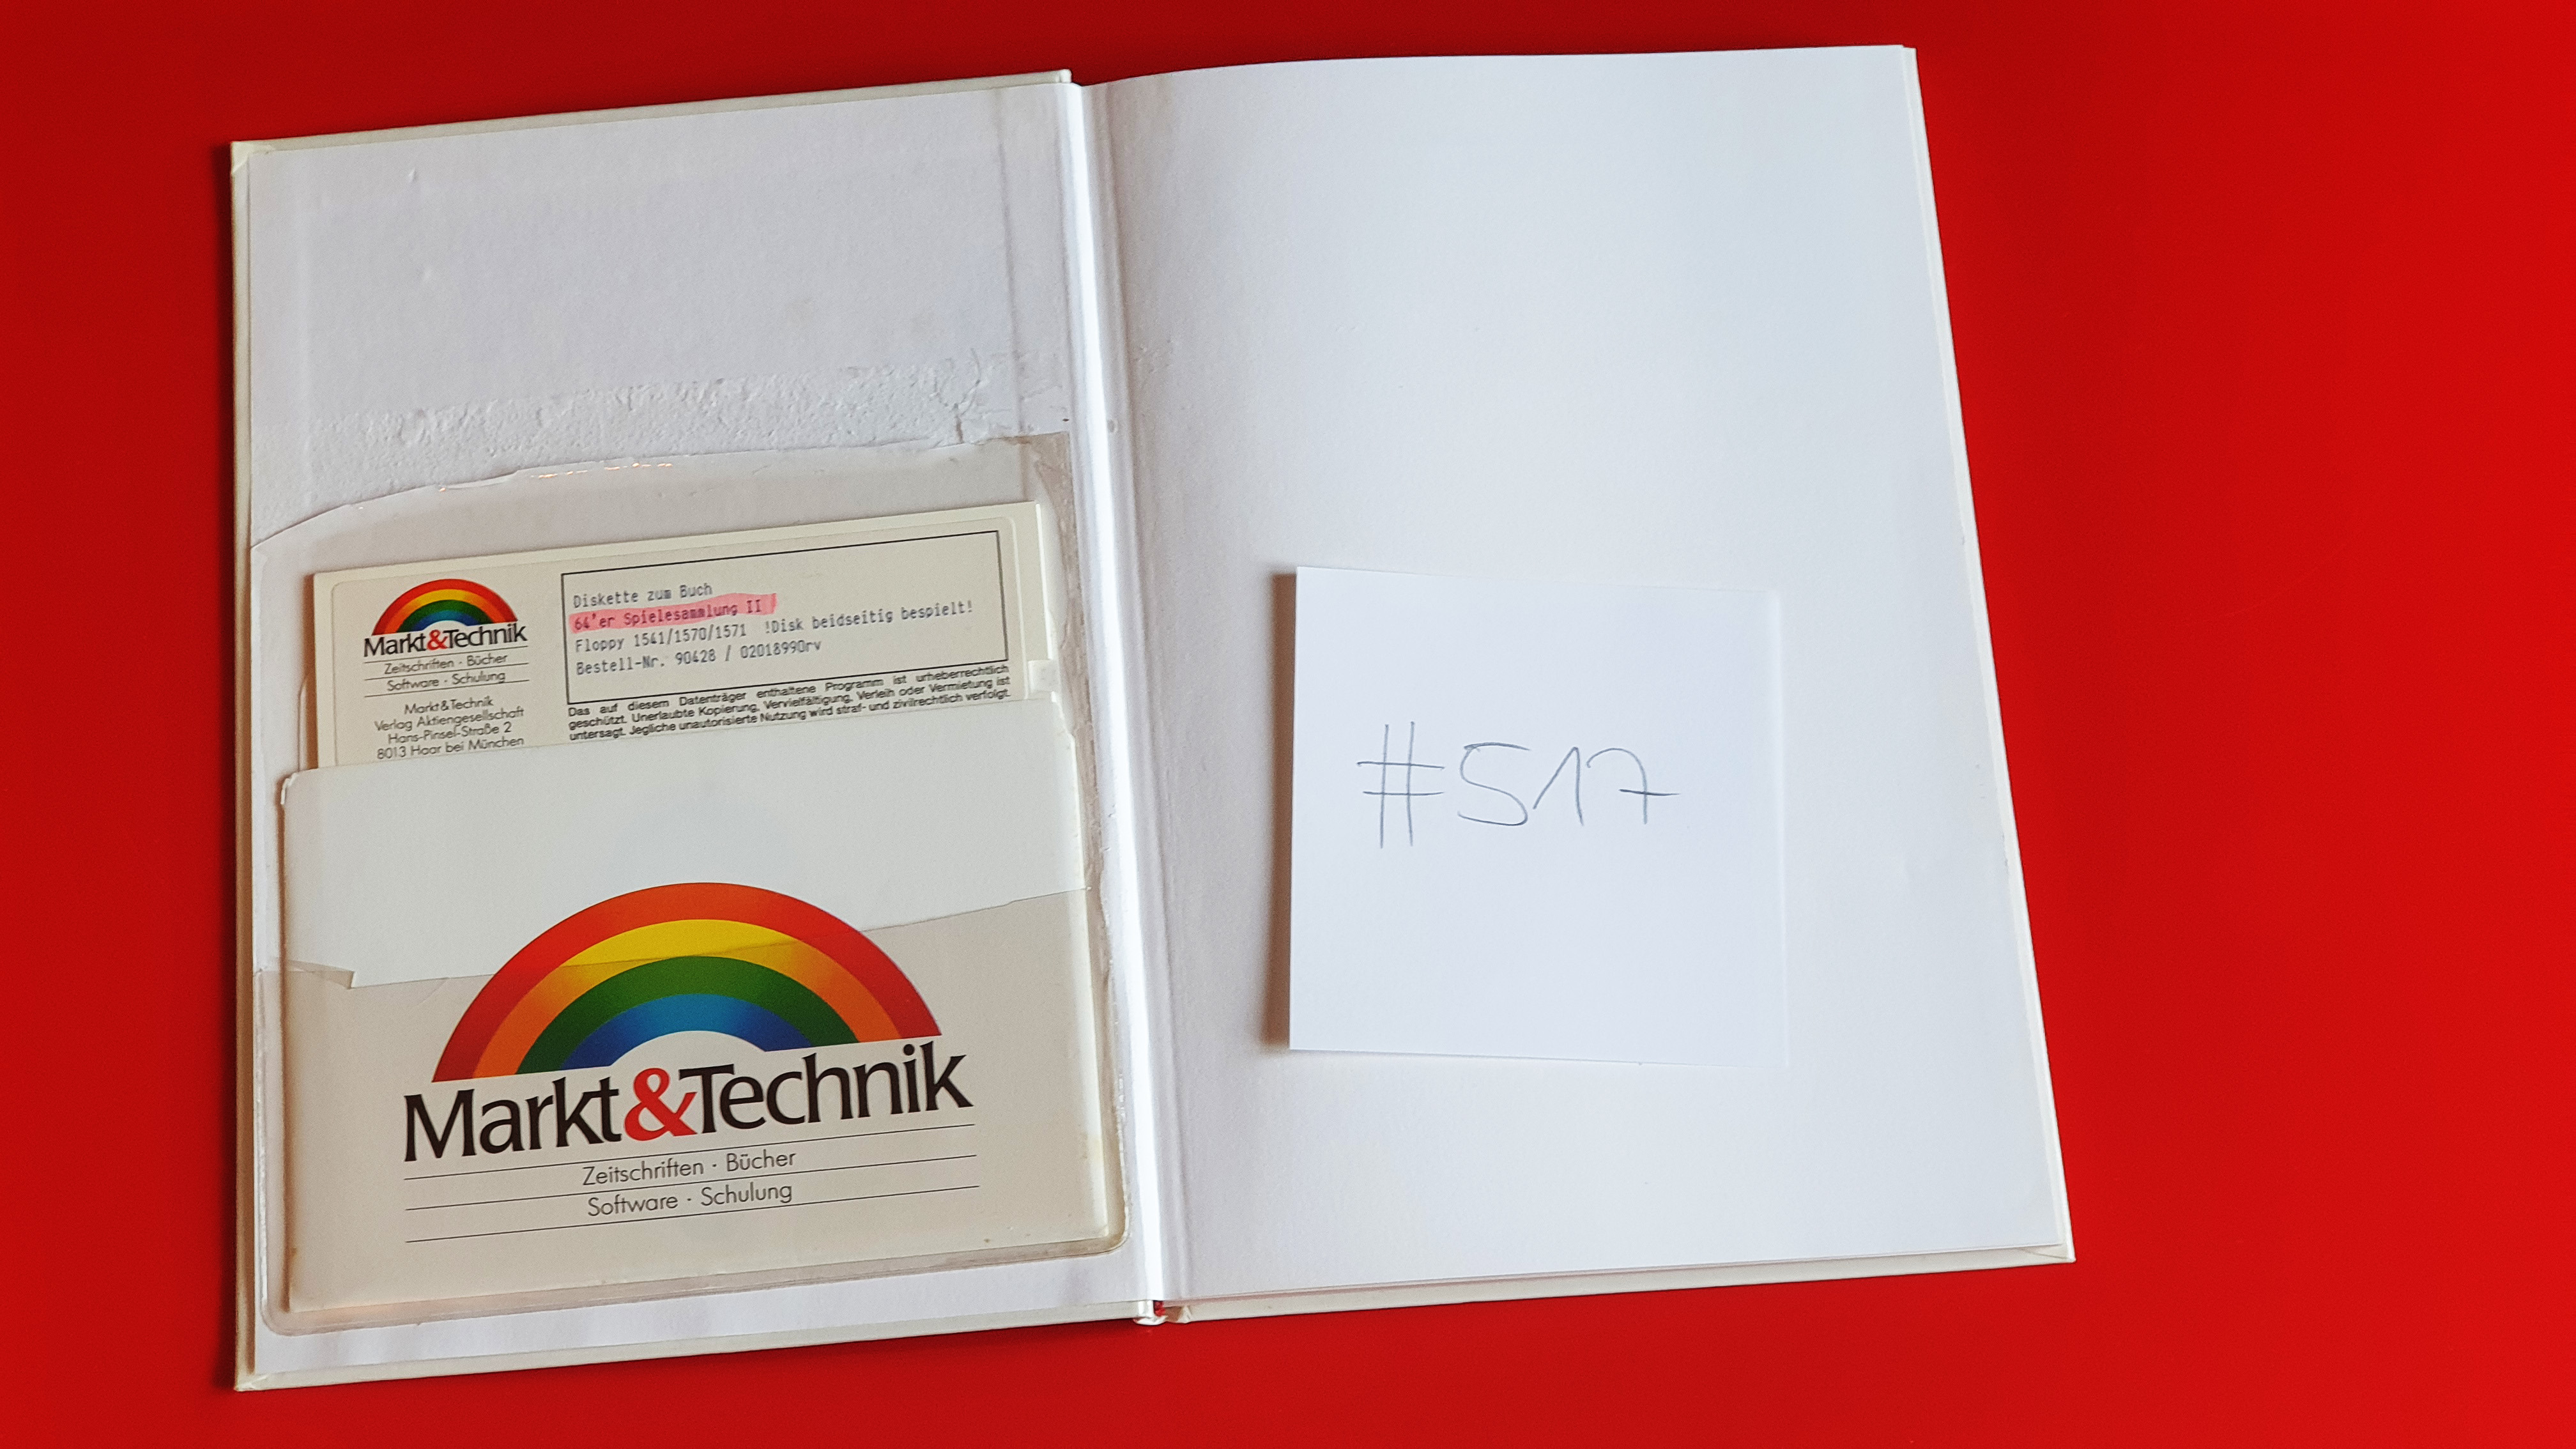 Markt&Technik
Zeitschriften · Bücher
Software · Schulung
Markt&Technik
Verlag Aktiengesellschaft
Hans-Pinsel-Straße 2
8013 Haar bei München
Diskette zum Buch
64'er Spielesammlung II
Floppy 1541/1570/1571 !Disk beidseitig bespielt!
Bestell-Nr. 90428 / 02018990rv
Das auf diesem Datenträger enthaltene Programm ist urheberrechtlich
geschützt. Unerlaubte Kopierung, Vervielfältigung, Verleih oder Vermietung ist
untersagt. Jegliche unautorisierte Nutzung wird straf- und zivilrechtlich verfolgt.
Markt&Technik
Zeitschriften · Bücher
Software · Schulung
#517